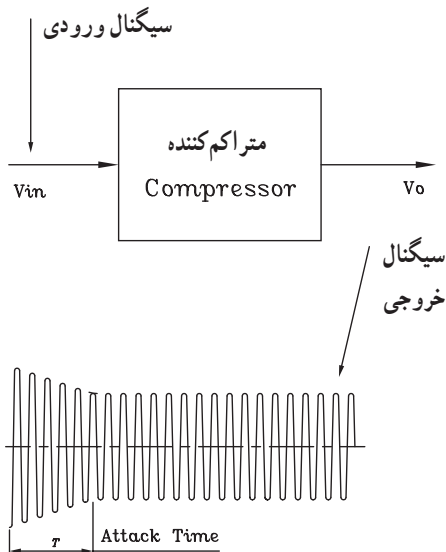 سیگنال ورودی
متراکم‌کننده
Compressor
Vin
Vo
سیگنال
خروجی
T
Attack Time